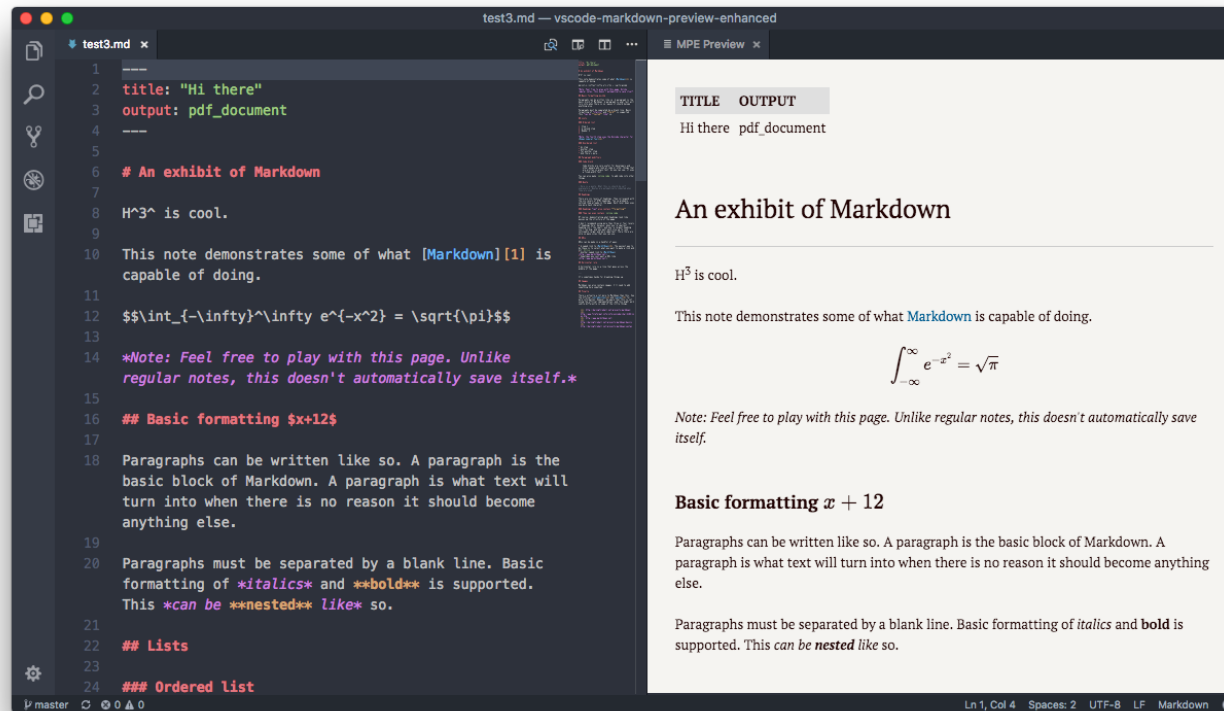 test3.md — vscode-markdown-preview-enhanced
test3.md ×
MPE Preview ×
1 ---
2 title: "Hi there"
3 output: pdf_document
4 ---
5
6 # An exhibit of Markdown
7
8 H^3^ is cool.
9
10 This note demonstrates some of what [Markdown][1] is
capable of doing.
11
12 $$\int_{-\infty}^\infty e^{-x^2} = \sqrt{\pi}$$
13
14 *Note: Feel free to play with this page. Unlike
regular notes, this doesn't automatically save itself.*
15
16 ## Basic formatting $x+12$
17
18 Paragraphs can be written like so. A paragraph is the
basic block of Markdown. A paragraph is what text will
turn into when there is no reason it should become
anything else.
19
20 Paragraphs must be separated by a blank line. Basic
formatting of *italics* and **bold** is supported.
This *can be **nested** like* so.
21
22 ## Lists
23
24 ### Ordered list
TITLE OUTPUT
Hi there pdf_document
An exhibit of Markdown
H³ is cool.
This note demonstrates some of what Markdown is capable of doing.
∫_{-∞}^{∞} e^{-x²} = √π
Note: Feel free to play with this page. Unlike regular notes, this doesn't automatically save
itself.
Basic formatting x + 12
Paragraphs can be written like so. A paragraph is the basic block of Markdown. A
paragraph is what text will turn into when there is no reason it should become anything
else.
Paragraphs must be separated by a blank line. Basic formatting of italics and bold is
supported. This can be nested like so.
master 0 0
Ln 1, Col 4 Spaces: 2 UTF-8 LF Markdown